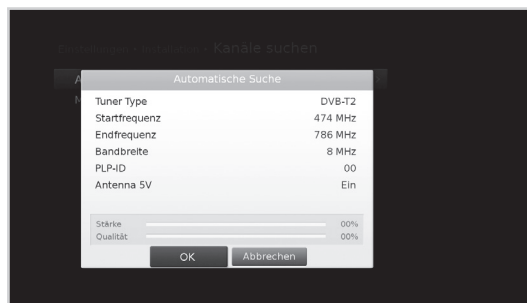 Einstellungen • Installation • Kanäle suchen
A
Automatische Suche
M
Tuner Type DVB-T2
Startfrequenz 474 MHz
Endfrequenz 786 MHz
Bandbreite 8 MHz
PLP-ID 00
Antenna 5V Ein
Stärke 00%
Qualität 00%
OK Abbrechen